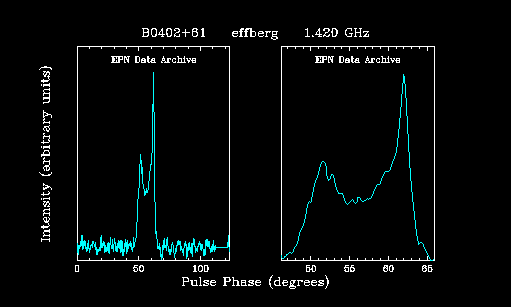 B0402+61 effberg 1.420 GHz
EPN Data Archive EPN Data Archive
Intensity (arbitrary units)
0 50 100 50 55 60 65
Pulse Phase (degrees)